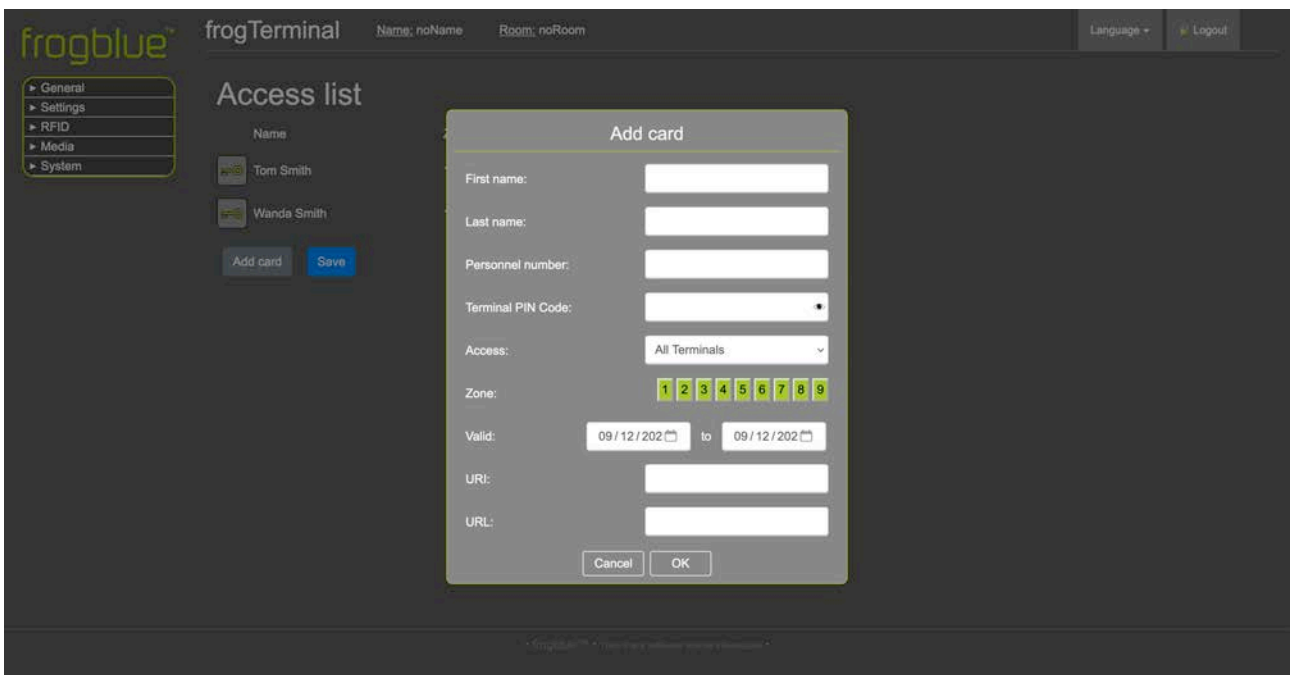 frogblue™
frogTerminal Name: noName Room: noRoom Language Logout
General
Settings
RFID
Media
System
Access list
Name
Tom Smith
Wanda Smith
Add card Save
Add card
First name:
Last name:
Personnel number:
Terminal PIN Code:
Access: All Terminals
Zone: 1 2 3 4 5 6 7 8 9
Valid: 09/12/202 to 09/12/202
URI:
URL:
Cancel OK